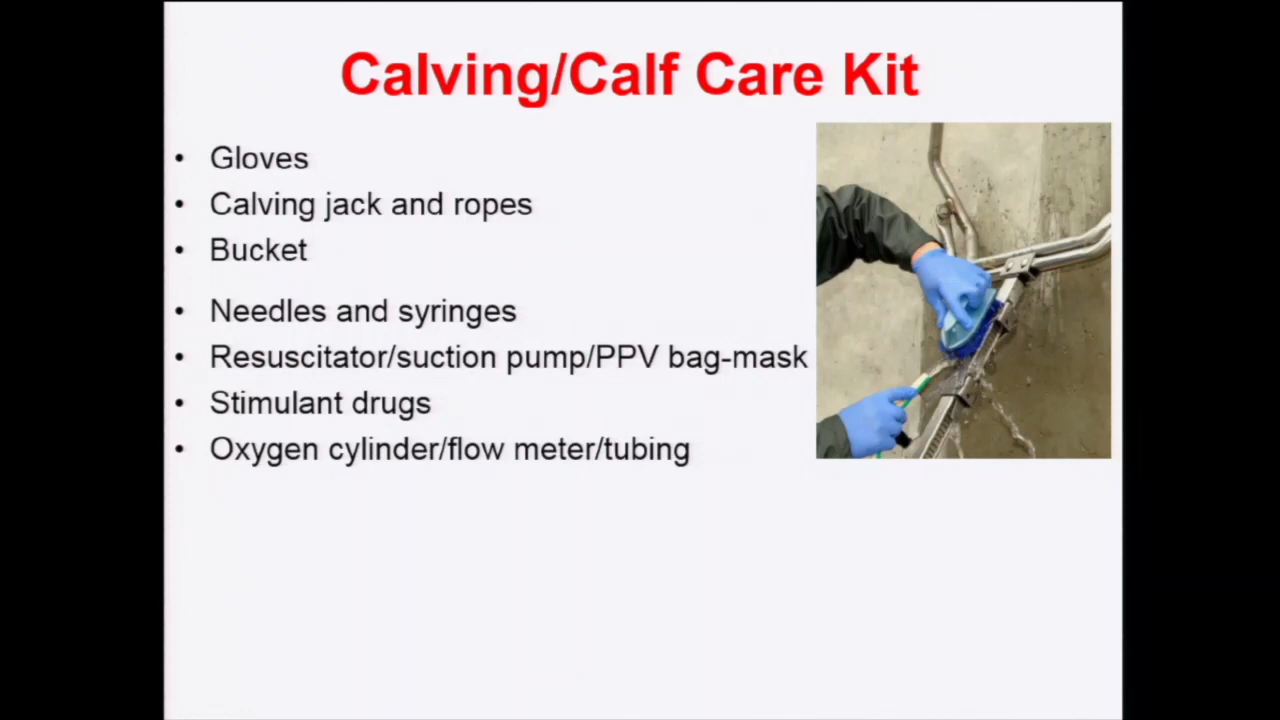 Calving/Calf Care Kit
• Gloves
• Calving jack and ropes
• Bucket
• Needles and syringes
• Resuscitator/suction pump/PPV bag-mask
• Stimulant drugs
• Oxygen cylinder/flow meter/tubing